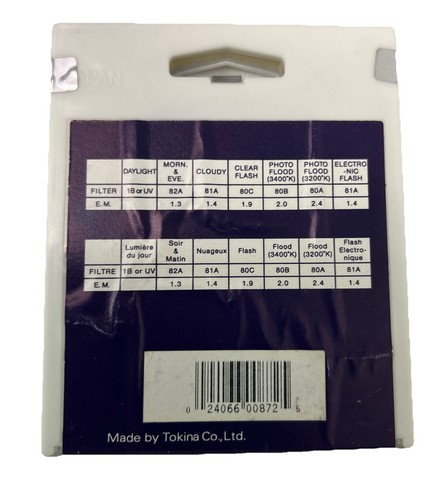 JAPAN
DAYLIGHT MORN. & EVE. CLOUDY CLEAR FLASH PHOTO FLOOD (3400°K) PHOTO FLOOD (3200°K) ELECTRO -NIC FLASH
FILTER 1B or UV 82A 81A 80C 80B 80A 81A
E.M. 1.3 1.4 1.9 2.0 2.4 1.4
Lumière du jour Soir & Matin Nuageux Flash Flood (3400°K) Flood (3200°K) Flash Electro- nique
FILTRE 1B or UV 82A 81A 80C 80B 80A 81A
E.M. 1.3 1.4 1.9 2.0 2.4 1.4
0 24066 00872 5
Made by Tokina Co., Ltd.